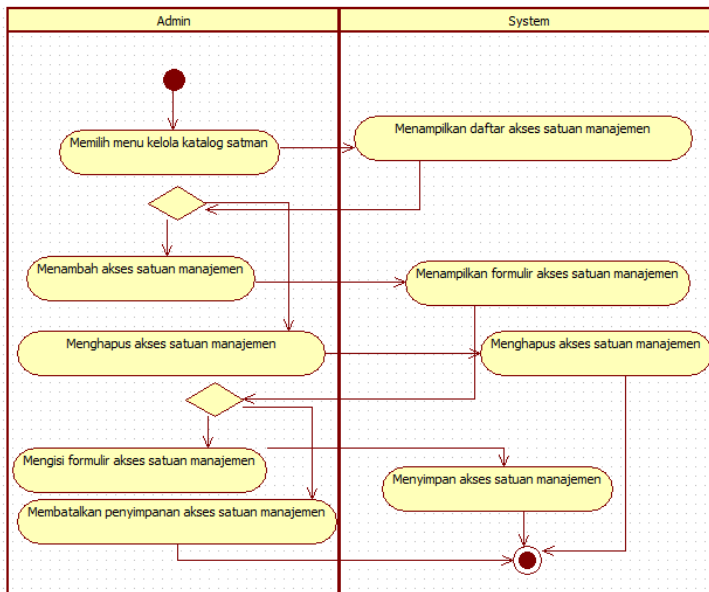 Admin
System
Memilih menu kelola katalog satman
Menampilkan daftar akses satuan manajemen
Menambah akses satuan manajemen
Menampilkan formulir akses satuan manajemen
Menghapus akses satuan manajemen
Menghapus akses satuan manajemen
Mengisi formulir akses satuan manajemen
Menyimpan akses satuan manajemen
Membatalkan penyimpanan akses satuan manajemen